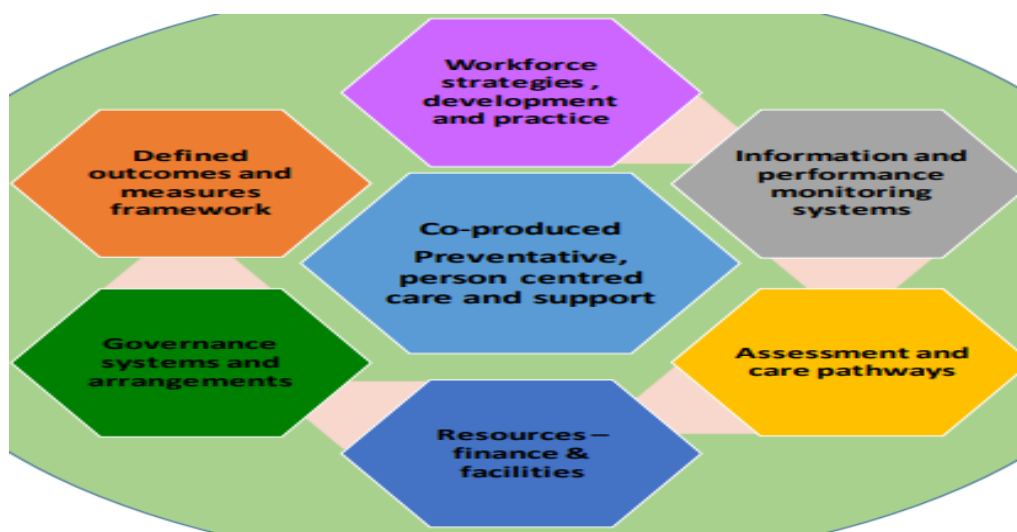 Workforce
strategies ,
development
and practice
Defined
outcomes and
measures
framework
Information and
performance
monitoring
systems
Co-produced
Preventative,
person centred
care and support
Governance
systems and
arrangements
Assessment and
care pathways
Resources –
finance &
facilities